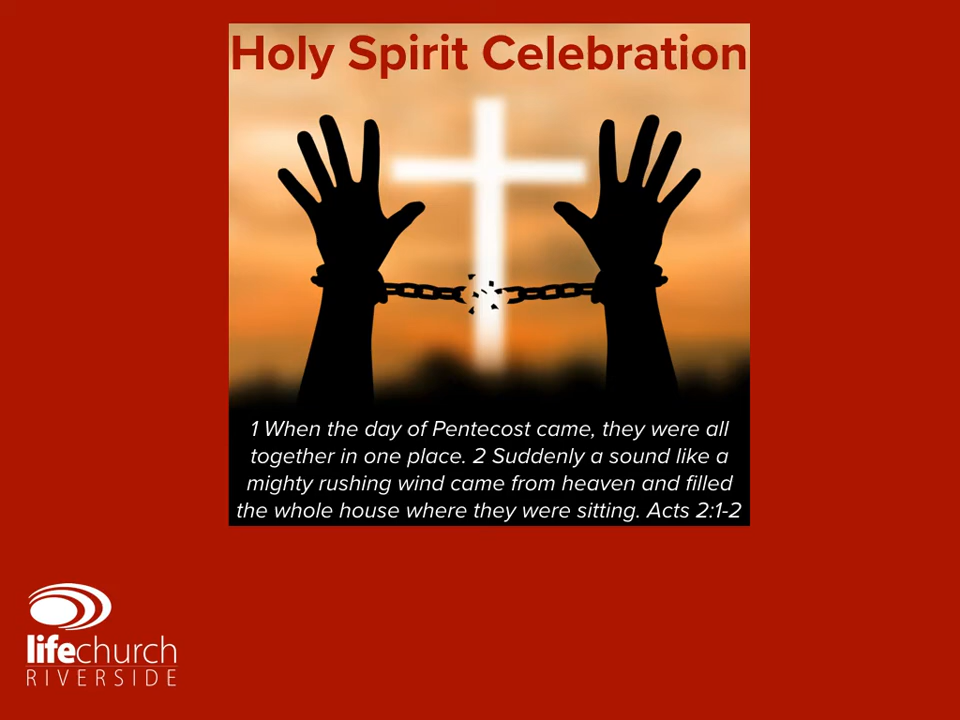 Holy Spirit Celebration
1 When the day of Pentecost came, they were all
together in one place. 2 Suddenly a sound like a
mighty rushing wind came from heaven and filled
the whole house where they were sitting. Acts 2:1-2
lifechurch
RIVERSIDE